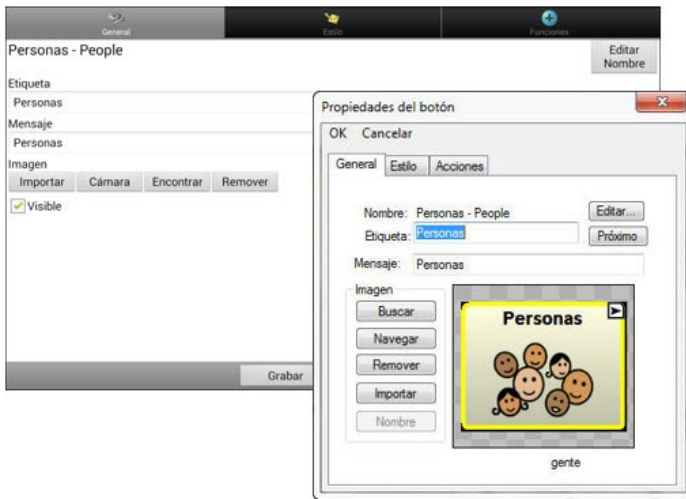 General
Estilo
Funciones
Personas - People
Editar
Nombre
Etiqueta
Personas
Mensaje
Personas
Imagen
Importar Cámara Encontrar Remover
Visible
Grabar
Propiedades del botón
OK Cancelar
General Estilo Acciones
Nombre: Personas - People Editar...
Etiqueta: Personas Próximo
Mensaje: Personas
Imagen
Buscar
Navegar
Remover
Importar
Nombre
Personas
gente